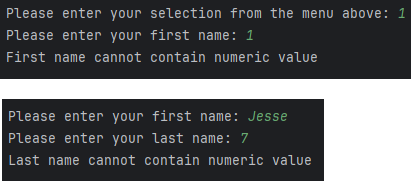 Please enter your selection from the menu above: 1
Please enter your first name: 1
First name cannot contain numeric value
Please enter your first name: Jesse
Please enter your last name: 7
Last name cannot contain numeric value